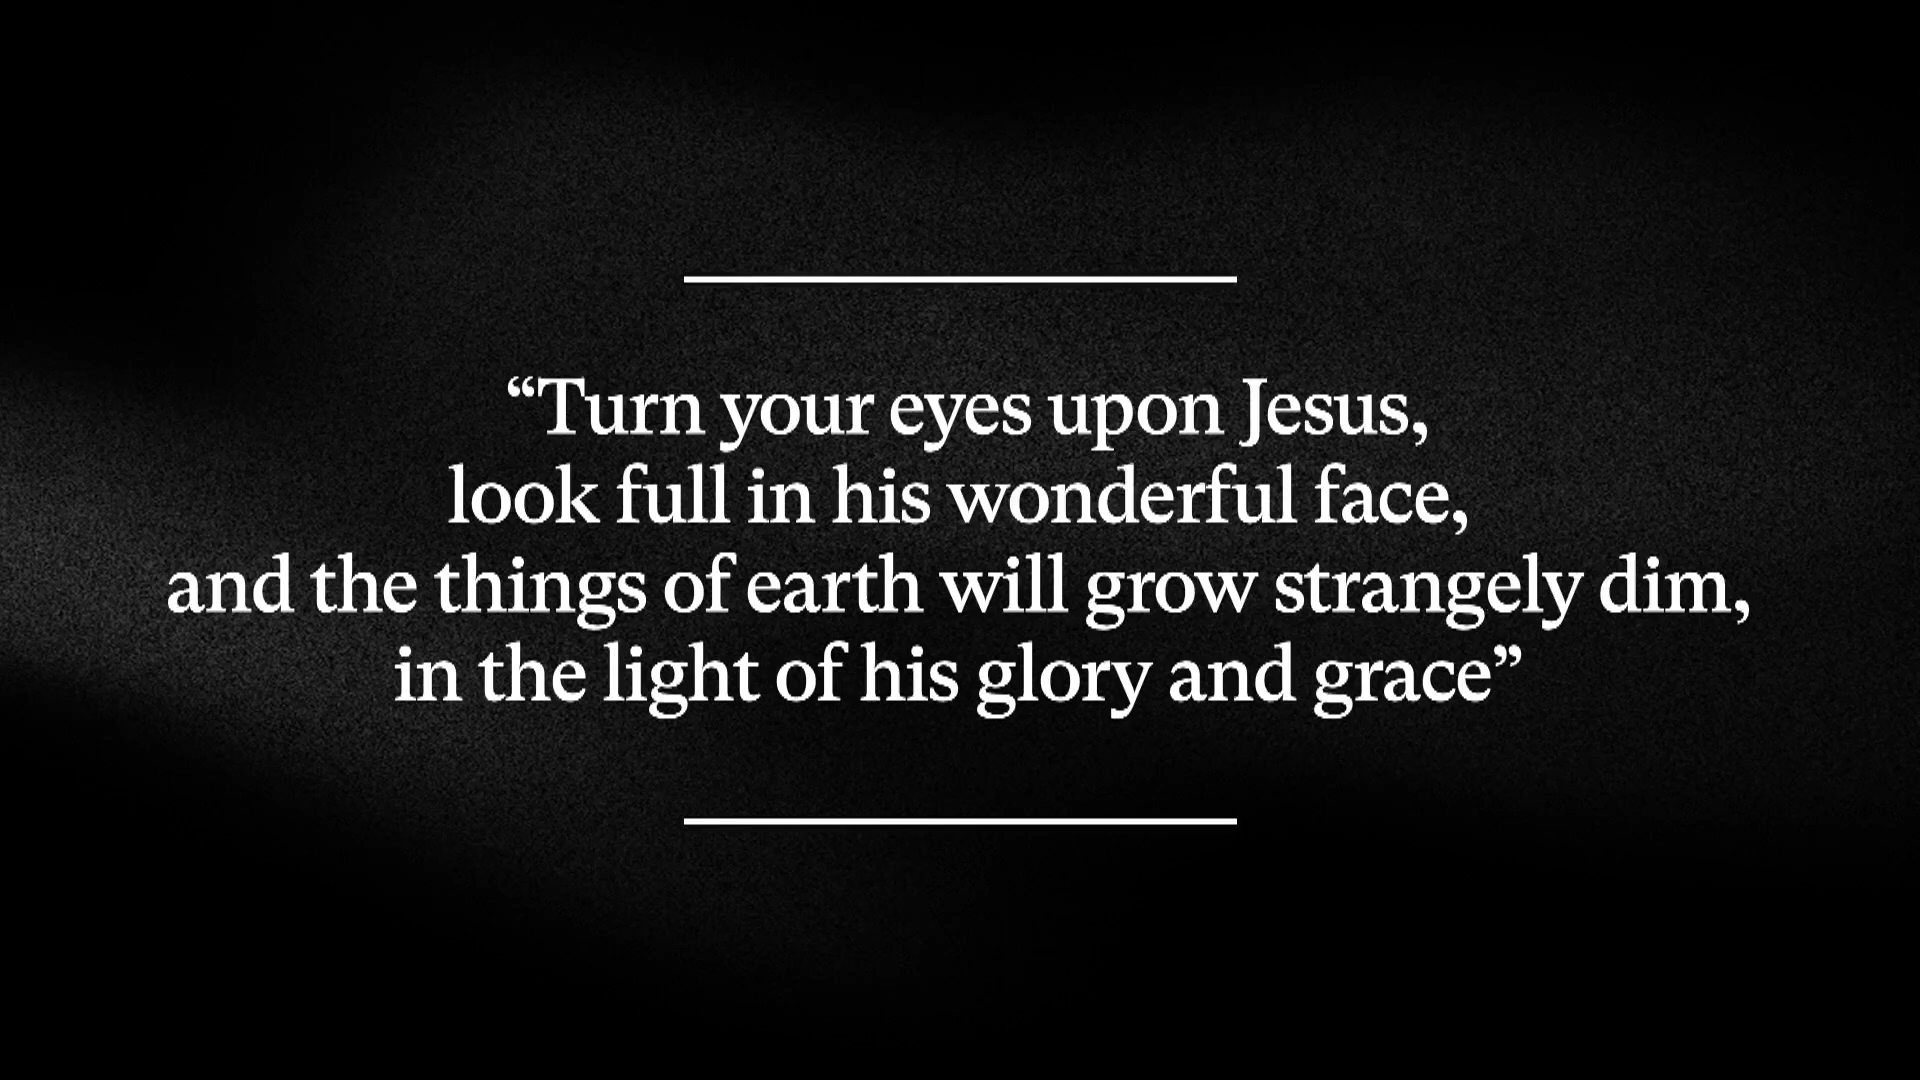 “Turn your eyes upon Jesus,
look full in his wonderful face,
and the things of earth will grow strangely dim,
in the light of his glory and grace”